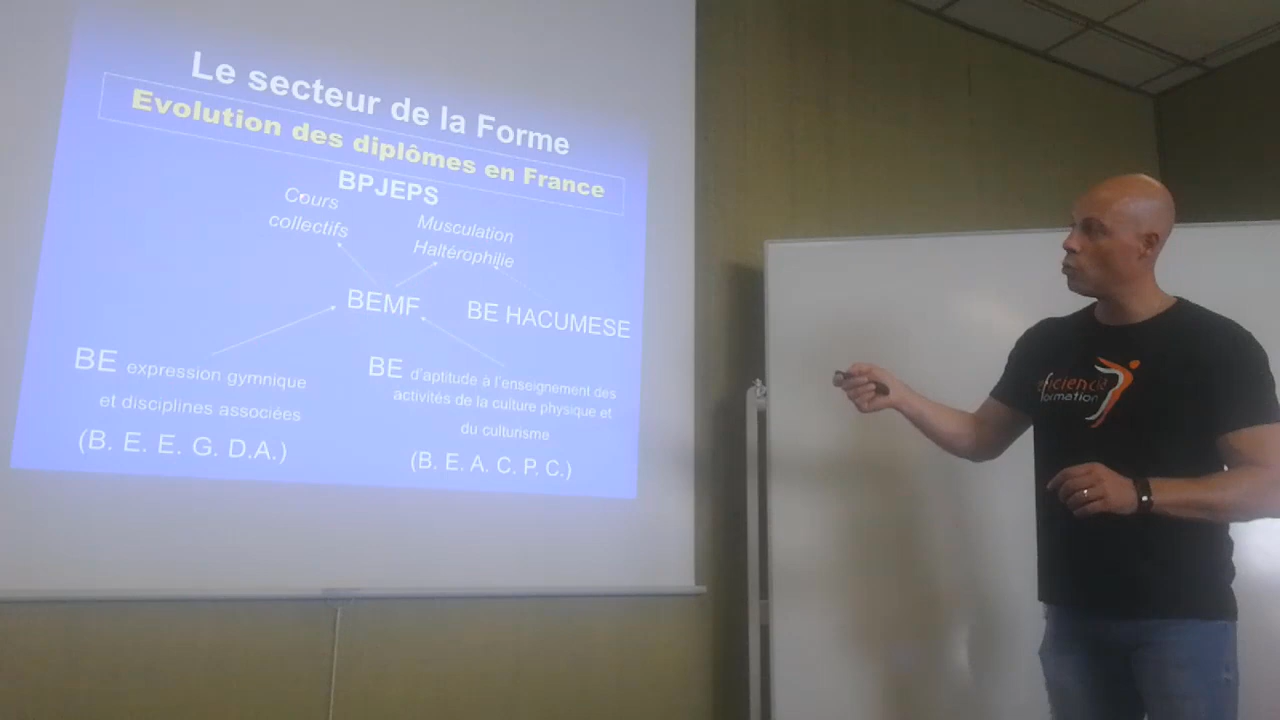 Le secteur de la Forme
Evolution des diplômes en France
BPJEPS
Cours
collectifs
Musculation
Haltérophilie
BEMF
BE HACUMESE
BE expression gymnique
et disciplines associées
(B. E. E. G. D.A.)
BE d'aptitude à l'enseignement des
activités de la culture physique et
du culturisme
(B. E. A. C. P. C.)
formation